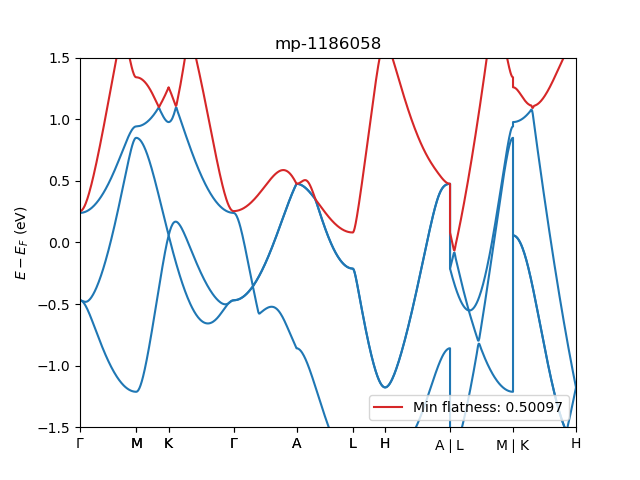 mp-1186058
E − E_F (eV)
1.5
1.0
0.5
0.0
−0.5
−1.0
−1.5
Min flatness: 0.50097
Γ M K Γ A L H A | L M | K H